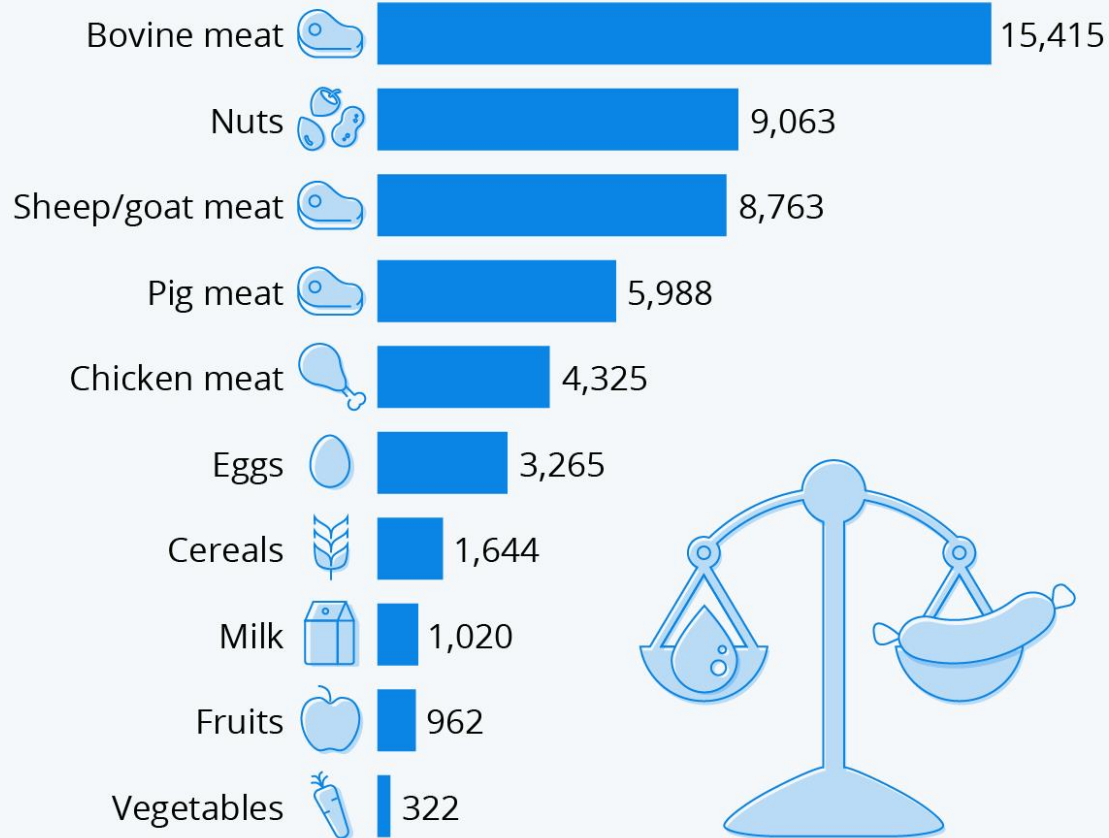 Bovine meat 15,415
Nuts 9,063
Sheep/goat meat 8,763
Pig meat 5,988
Chicken meat 4,325
Eggs 3,265
Cereals 1,644
Milk 1,020
Fruits 962
Vegetables 322